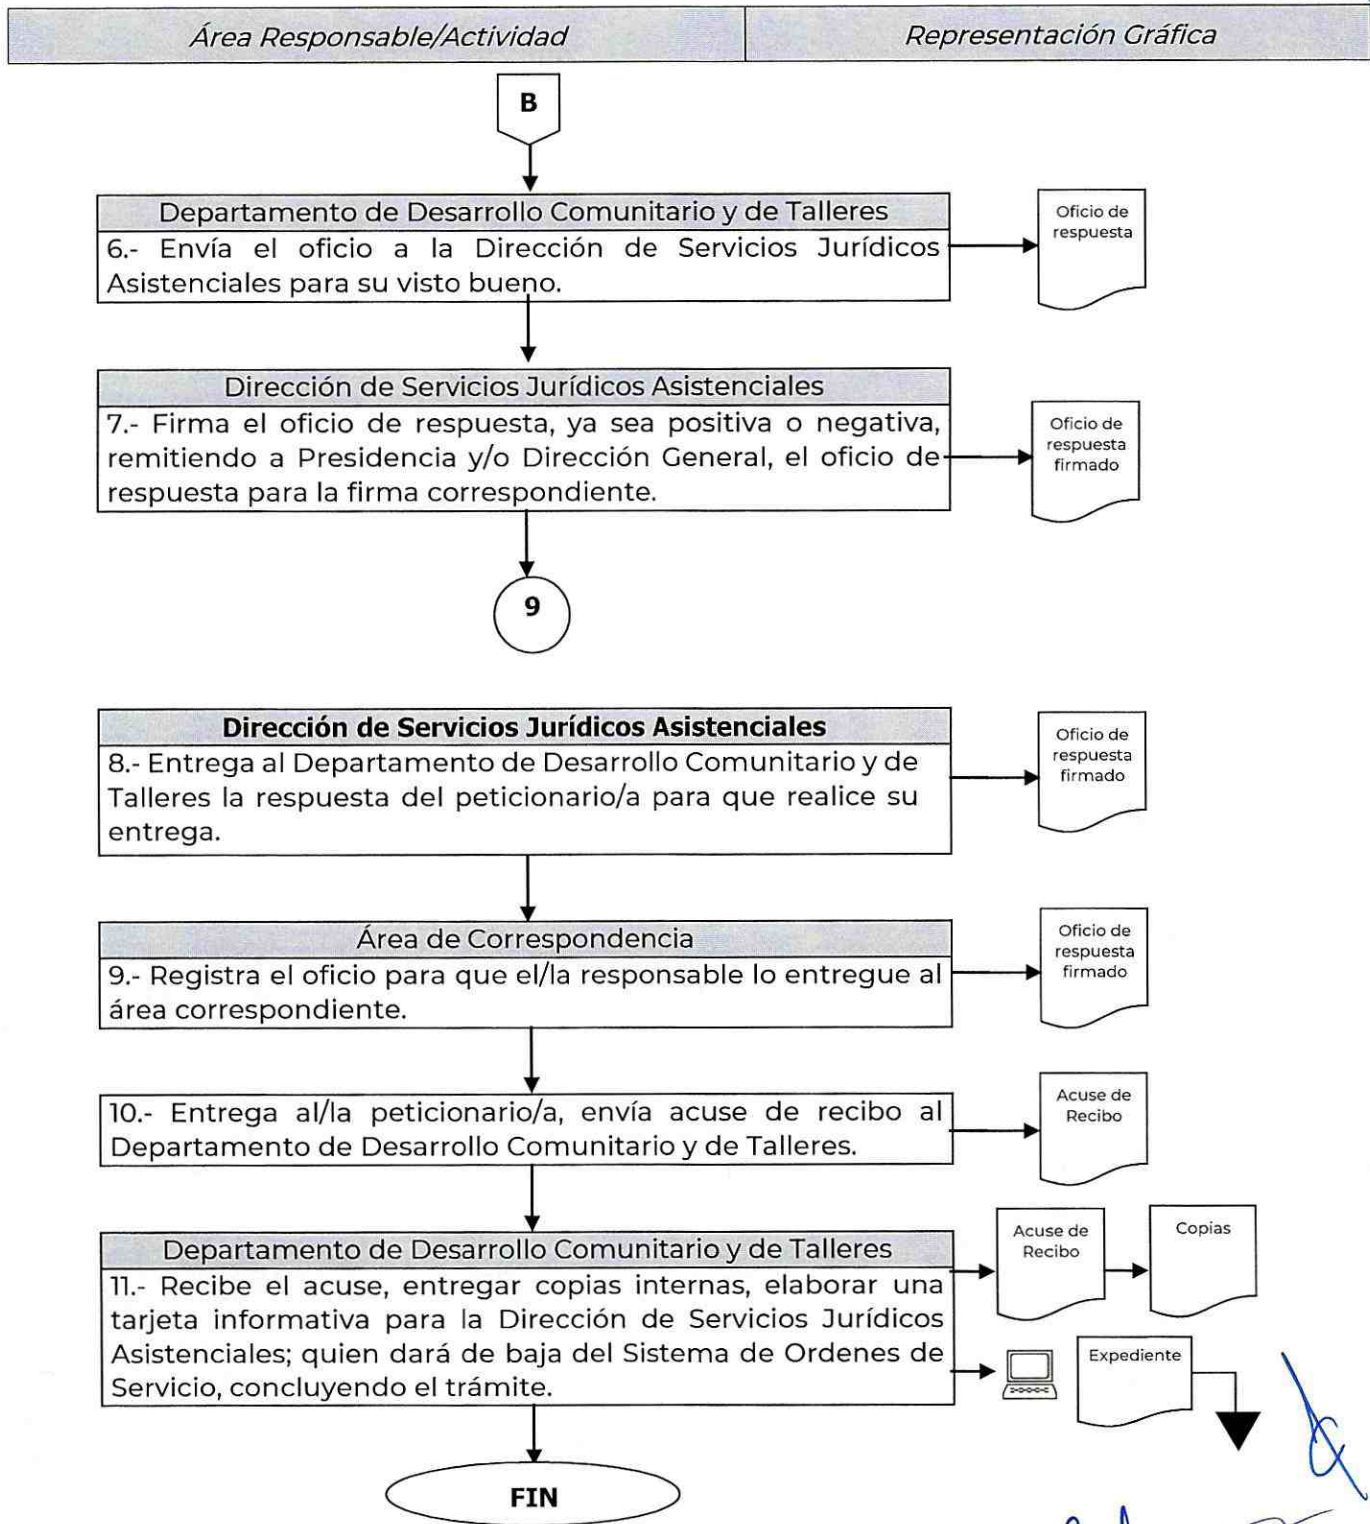 Área Responsable/Actividad
Representación Gráfica
B
Departamento de Desarrollo Comunitario y de Talleres
6.- Envía el oficio a la Dirección de Servicios Jurídicos
Asistenciales para su visto bueno.
Oficio de
respuesta
Dirección de Servicios Jurídicos Asistenciales
7.- Firma el oficio de respuesta, ya sea positiva o negativa,
remitiendo a Presidencia y/o Dirección General, el oficio de
respuesta para la firma correspondiente.
Oficio de
respuesta
firmado
9
Dirección de Servicios Jurídicos Asistenciales
8.- Entrega al Departamento de Desarrollo Comunitario y de
Talleres la respuesta del peticionario/a para que realice su
entrega.
Oficio de
respuesta
firmado
Área de Correspondencia
9.- Registra el oficio para que el/la responsable lo entregue al
área correspondiente.
Oficio de
respuesta
firmado
10.- Entrega al/la peticionario/a, envía acuse de recibo al
Departamento de Desarrollo Comunitario y de Talleres.
Acuse de
Recibo
Departamento de Desarrollo Comunitario y de Talleres
11.- Recibe el acuse, entregar copias internas, elaborar una
tarjeta informativa para la Dirección de Servicios Jurídicos
Asistenciales; quien dará de baja del Sistema de Ordenes de
Servicio, concluyendo el trámite.
Acuse de
Recibo
Copias
Expediente
FIN